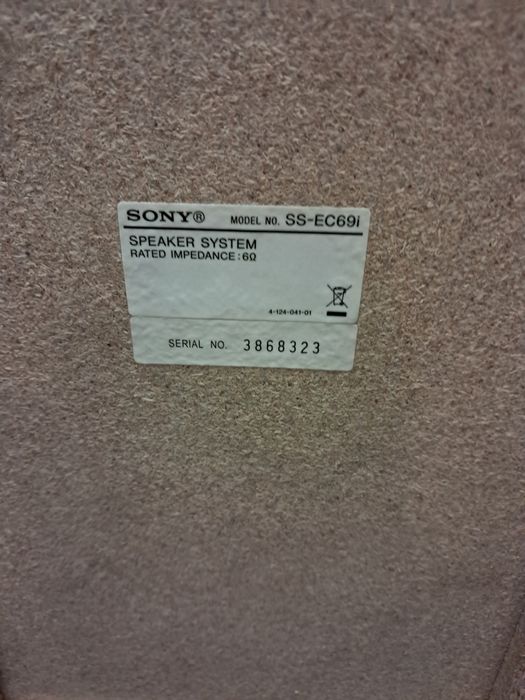 SONY® MODEL NO. SS-EC69i
SPEAKER SYSTEM
RATED IMPEDANCE:6Ω
4-124-041-01
SERIAL NO. 3868323